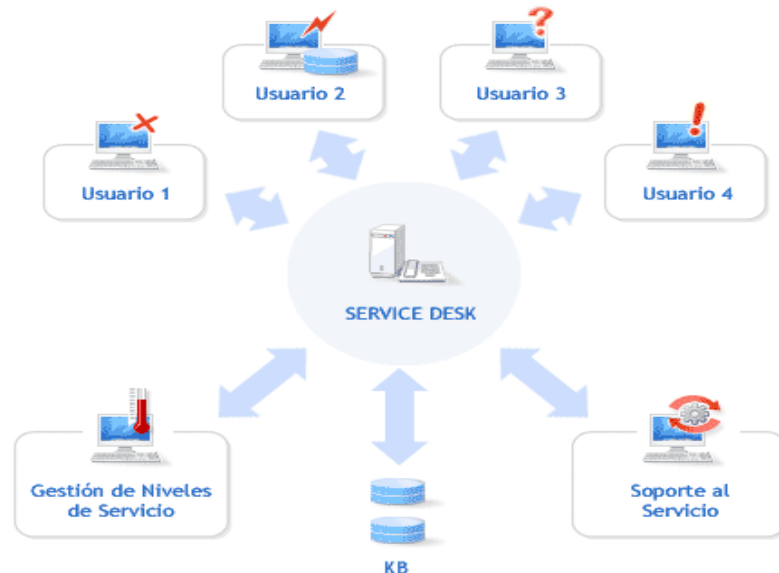 Usuario 2
Usuario 3
Usuario 1
Usuario 4
SERVICE DESK
Gestión de Niveles
de Servicio
Soporte al
Servicio
KB